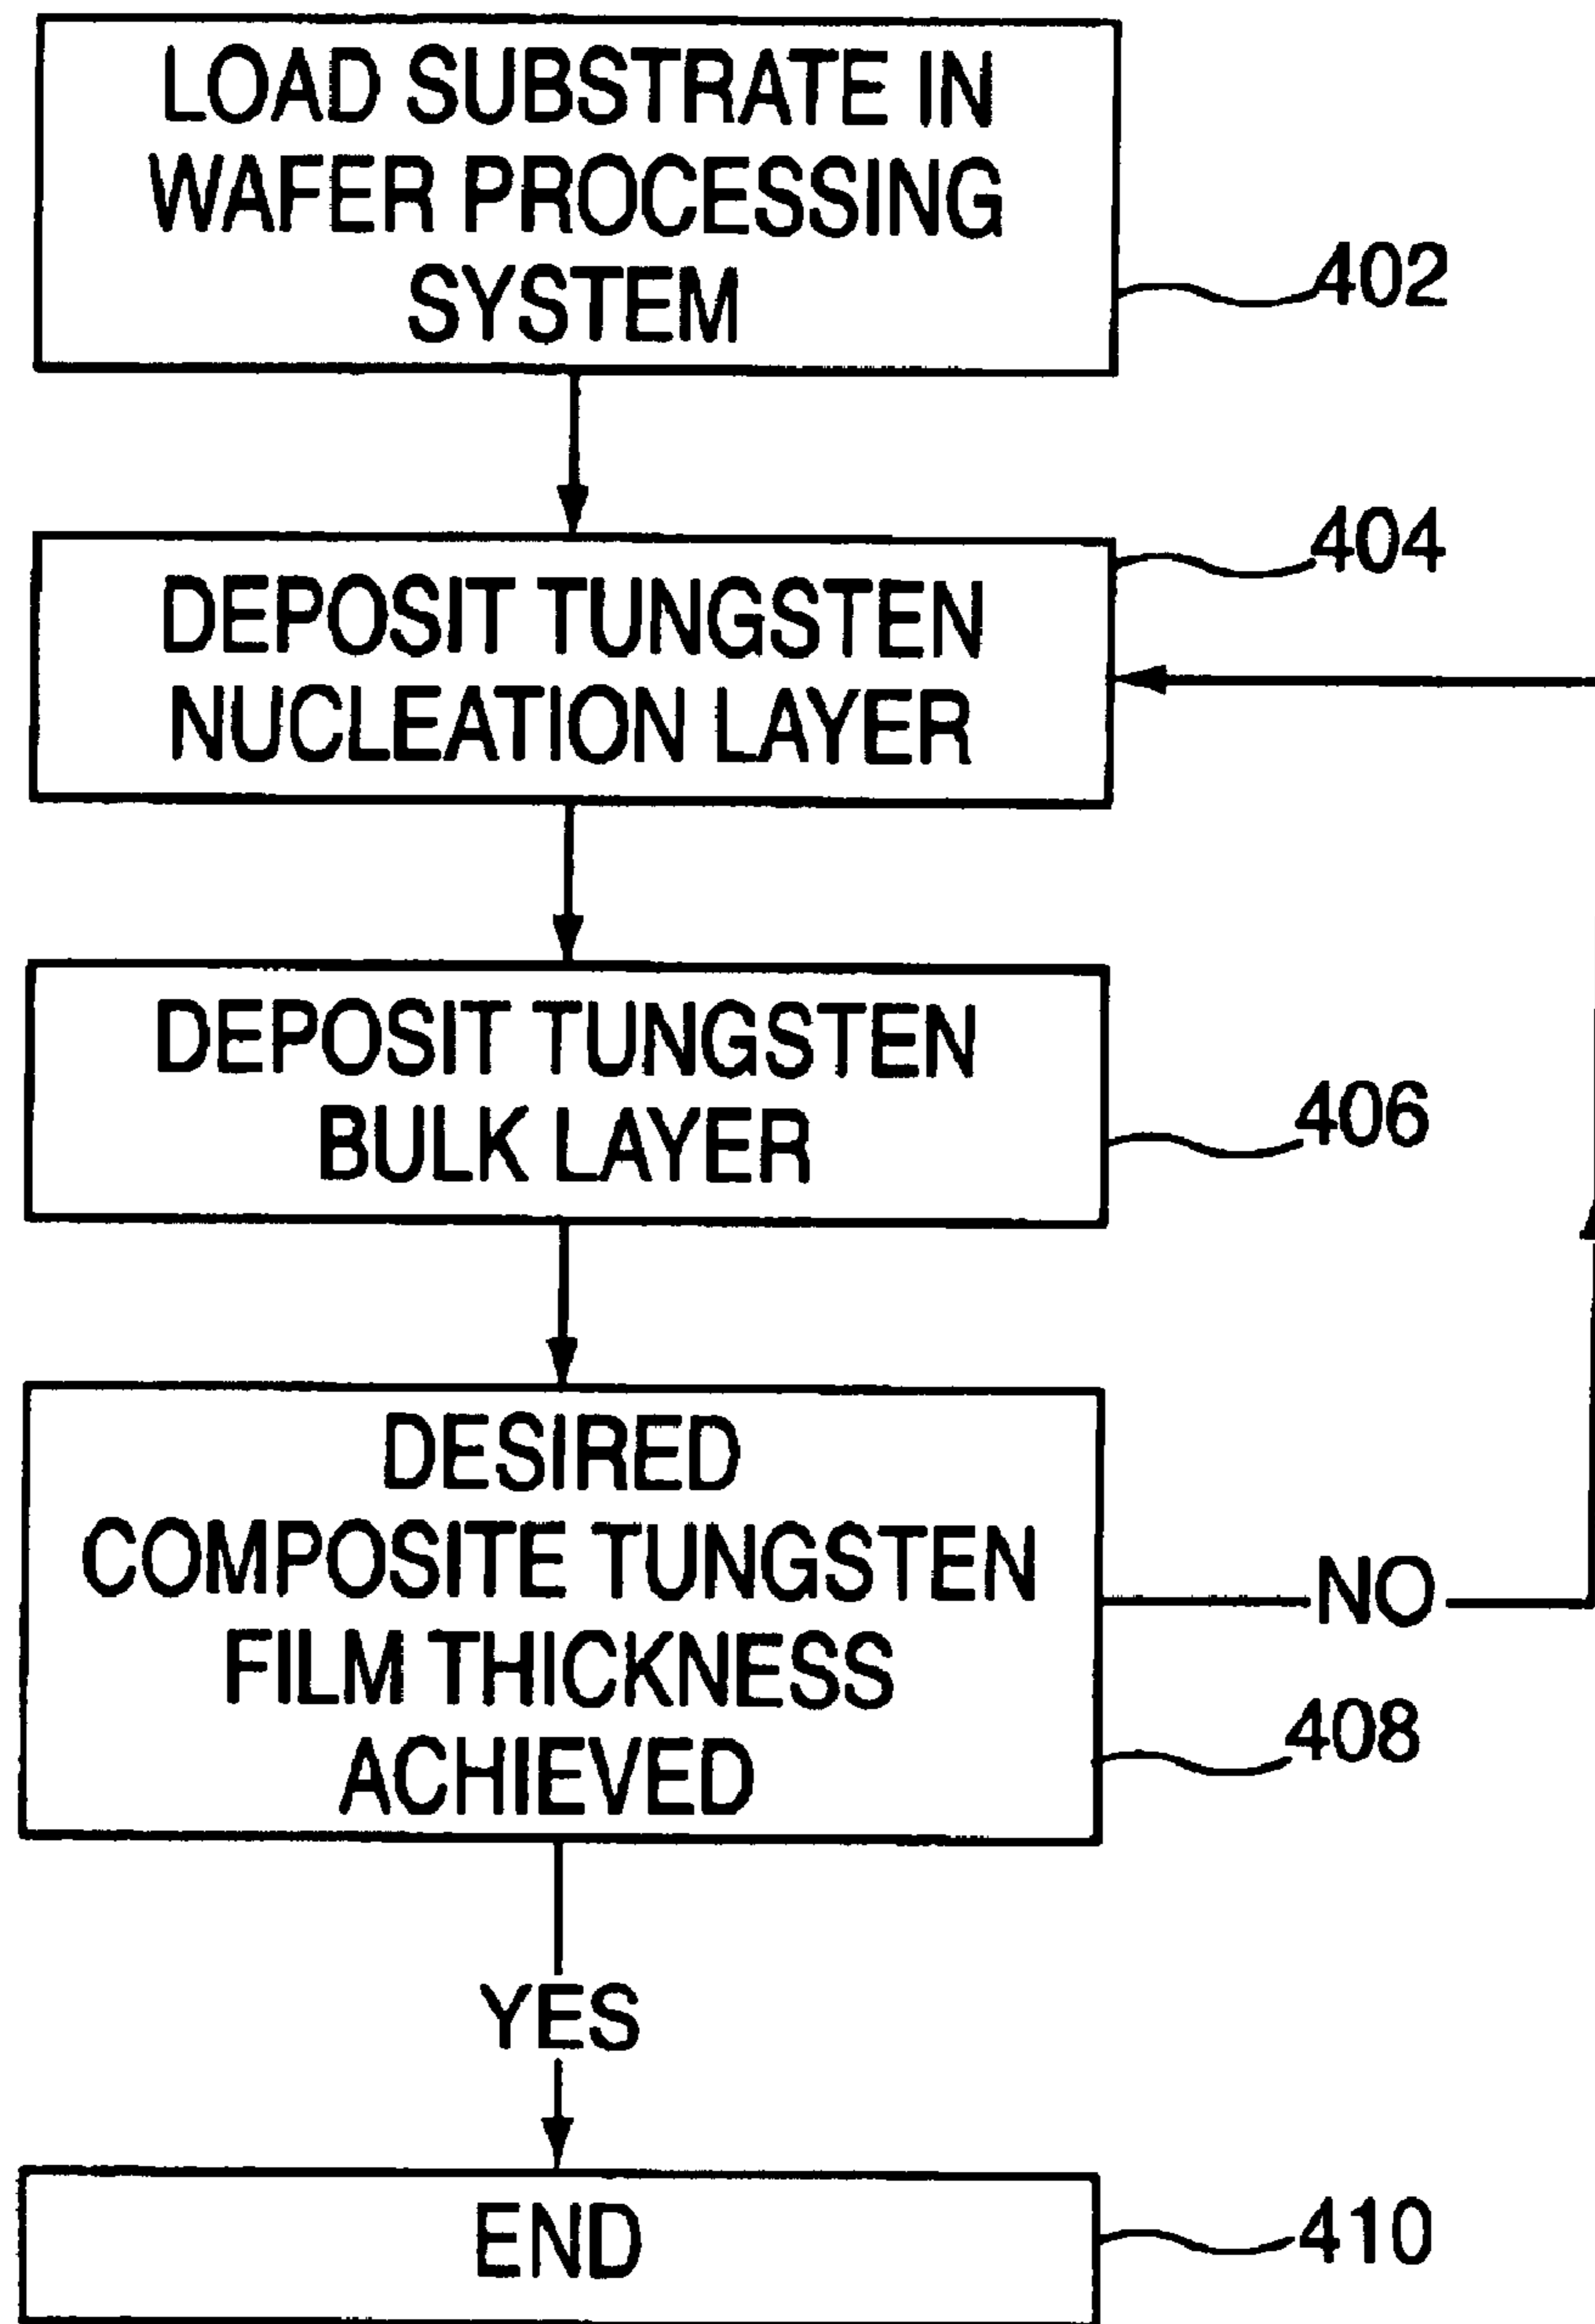 LOAD SUBSTRATE IN
WAFER PROCESSING
SYSTEM
402
404
DEPOSIT TUNGSTEN
NUCLEATION LAYER
DEPOSIT TUNGSTEN
BULK LAYER
406
DESIRED
COMPOSITE TUNGSTEN
FILM THICKNESS
ACHIEVED
NO
408
YES
END
410